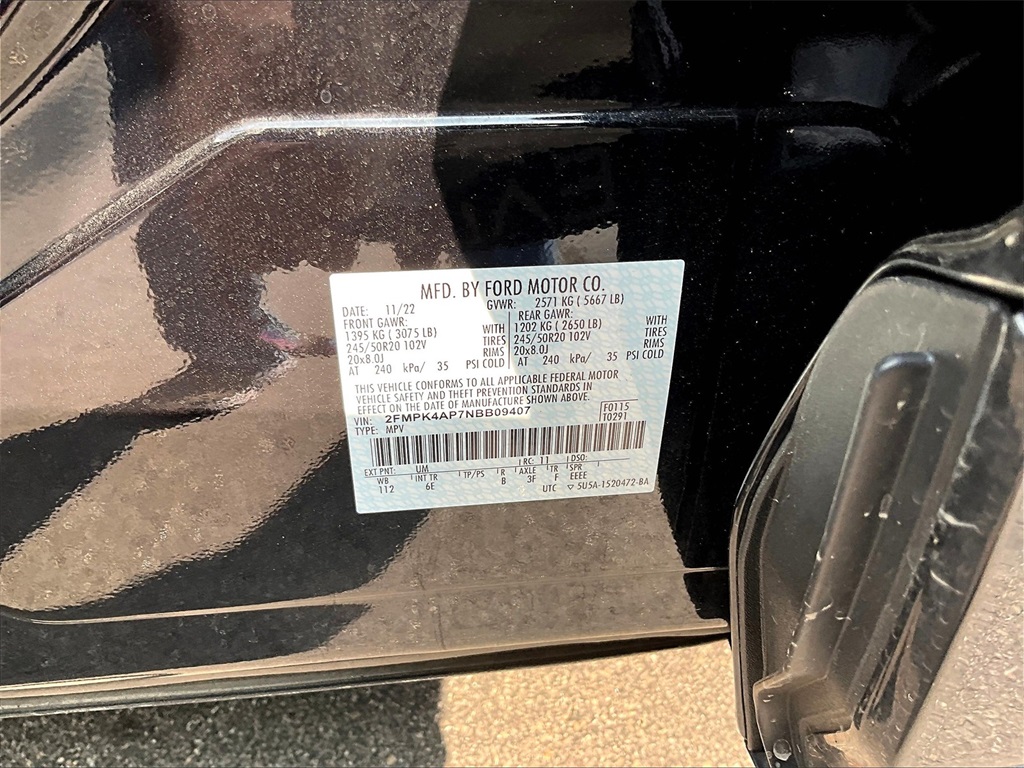 MFD. BY FORD MOTOR CO.
DATE: 11/22 GVWR: 2571 KG ( 5667 LB)
FRONT GAWR: REAR GAWR:
1395 KG ( 3075 LB) WITH 1202 KG ( 2650 LB) WITH
245/50R20 102V TIRES 245/50R20 102V TIRES
20x8.0J RIMS 20x8.0J RIMS
AT 240 kPa/ 35 PSI COLD AT 240 kPa/ 35 PSI COLD
THIS VEHICLE CONFORMS TO ALL APPLICABLE FEDERAL MOTOR
VEHICLE SAFETY AND THEFT PREVENTION STANDARDS IN
EFFECT ON THE DATE OF MANUFACTURE SHOWN ABOVE.
VIN: 2FMPK4AP7NBB09407 F0115
TYPE: MPV T0291
EXT PNT: UM RC: 11 DSO:
WB INT TR TP/PS R AXLE TR SPR
112 6E B 3F F EEEE
UTC ▽ 5U5A-1520472-BA